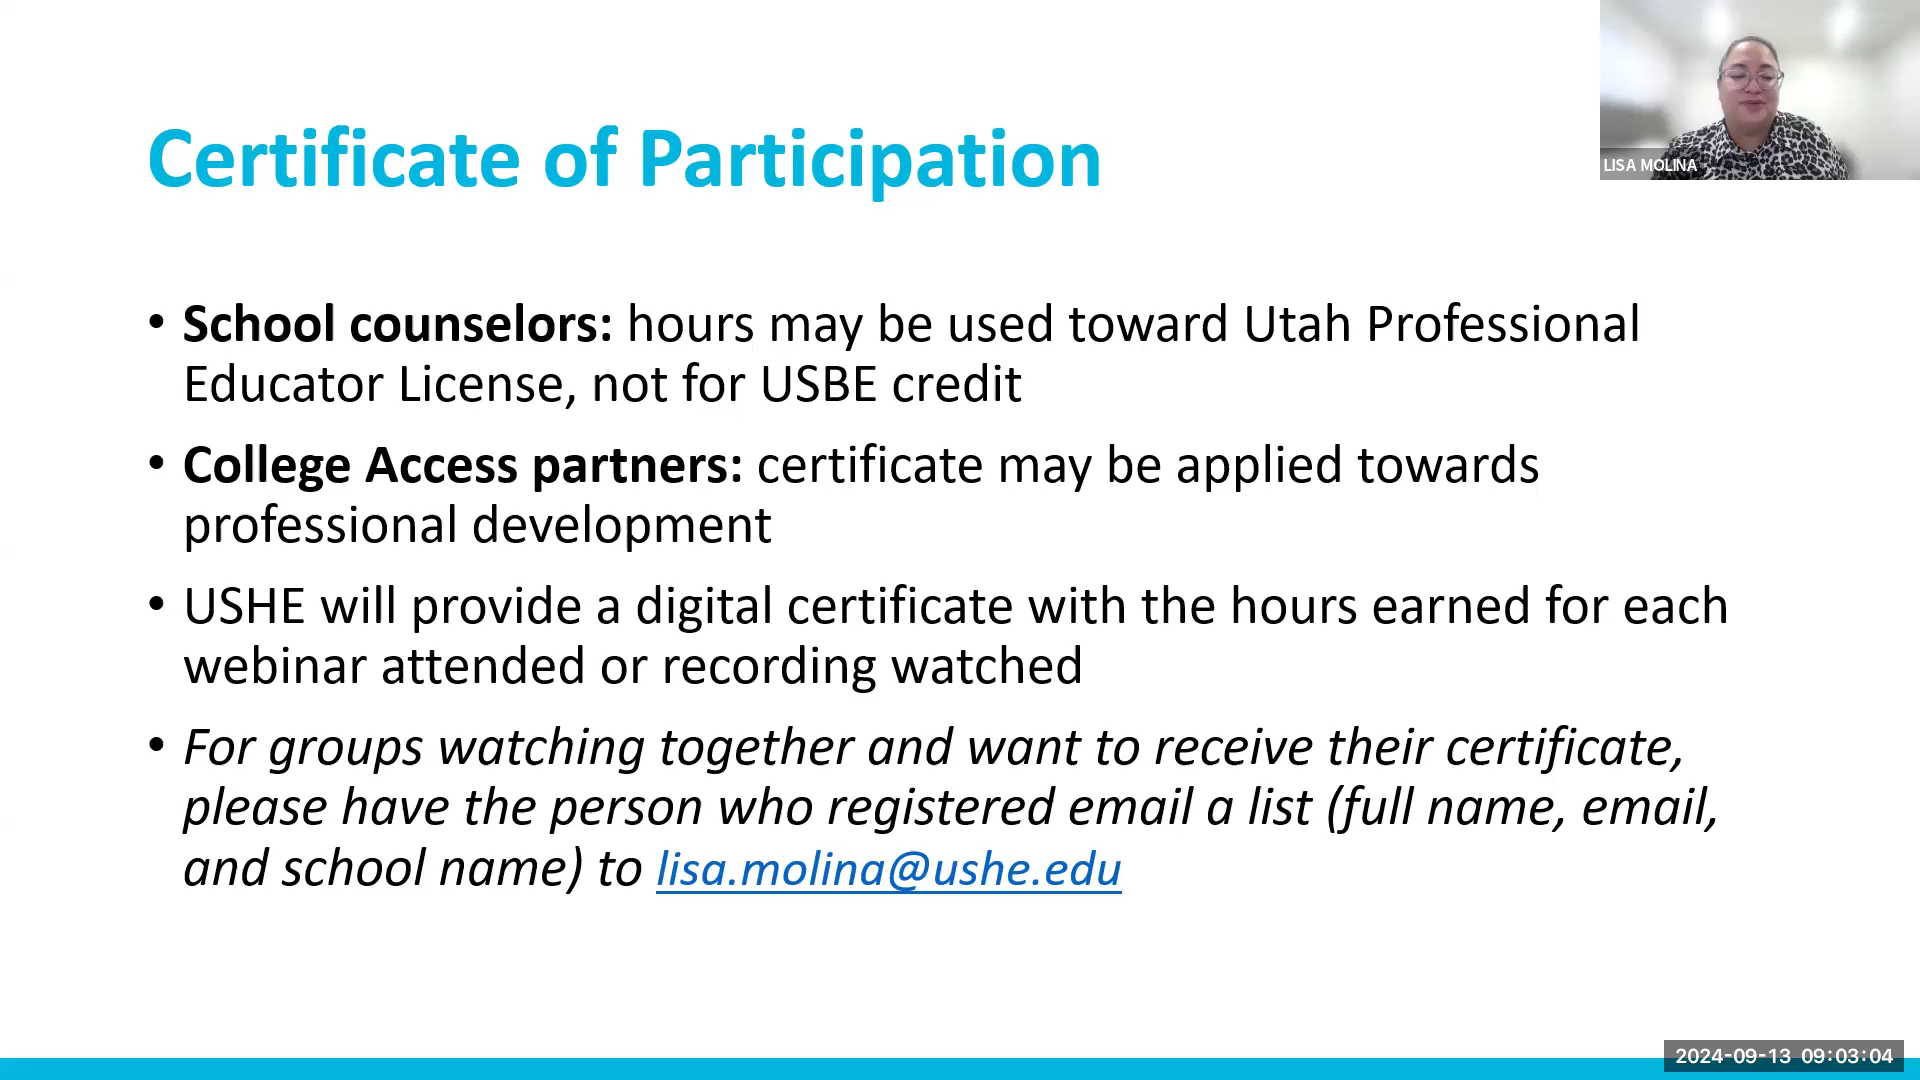 Certificate of Participation
LISA MOLINA
• School counselors: hours may be used toward Utah Professional
Educator License, not for USBE credit
• College Access partners: certificate may be applied towards
professional development
• USHE will provide a digital certificate with the hours earned for each
webinar attended or recording watched
• For groups watching together and want to receive their certificate,
please have the person who registered email a list (full name, email,
and school name) to lisa.molina@ushe.edu
2024-09-13 09:03:04